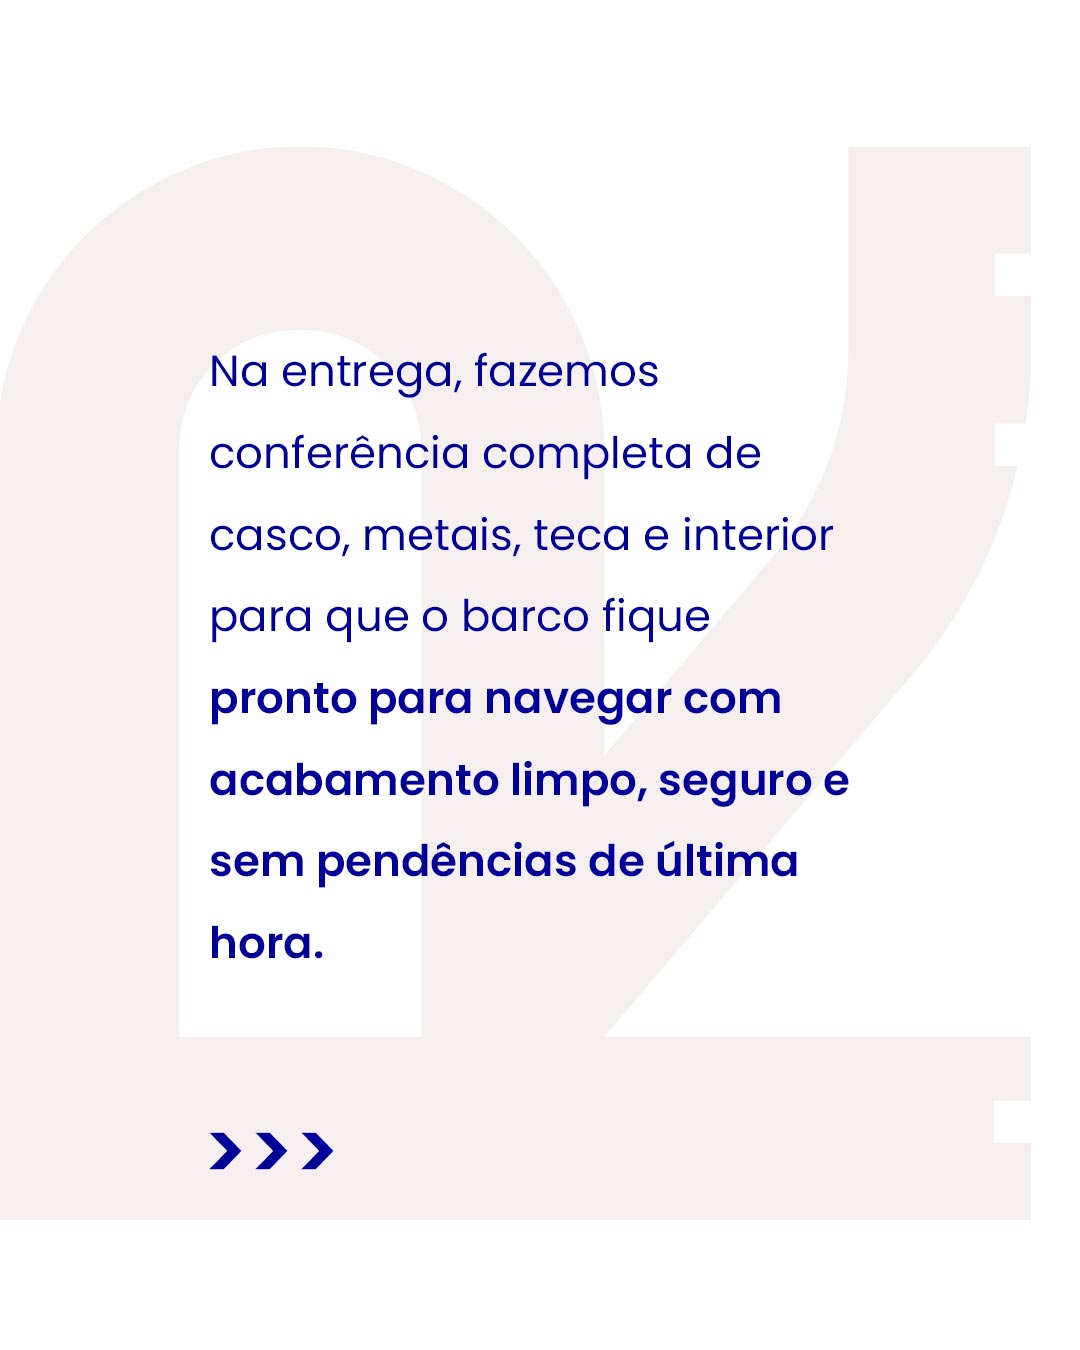 Na entrega, fazemos
conferência completa de
casco, metais, teca e interior
para que o barco fique
pronto para navegar com
acabamento limpo, seguro e
sem pendências de última
hora.